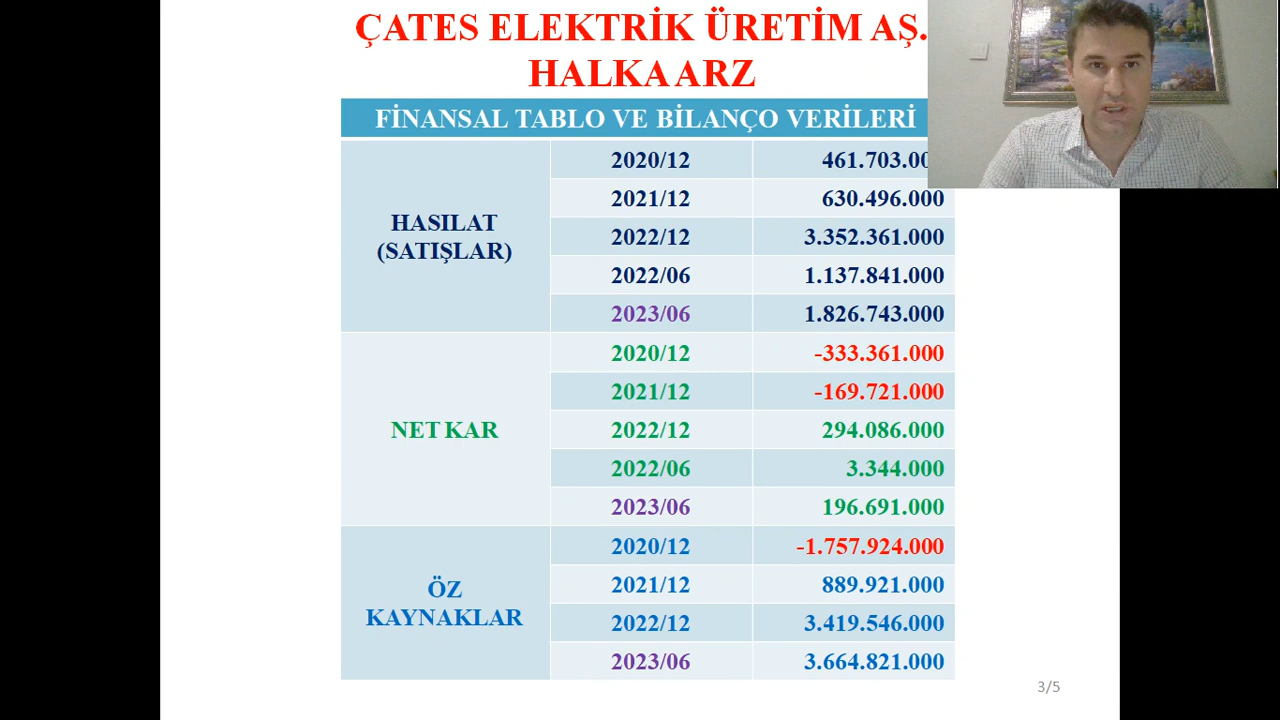 ÇATES ELEKTRİK ÜRETİM AŞ.
HALKA ARZ
FİNANSAL TABLO VE BİLANÇO VERİLERİ
HASILAT
(SATIŞLAR)
2020/12
2021/12 630.496.000
2022/12 3.352.361.000
2022/06 1.137.841.000
2023/06 1.826.743.000
NET KAR
2020/12 -333.361.000
2021/12 -169.721.000
2022/12 294.086.000
2022/06 3.344.000
2023/06 196.691.000
ÖZ
KAYNAKLAR
2020/12 -1.757.924.000
2021/12 889.921.000
2022/12 3.419.546.000
2023/06 3.664.821.000
3/5